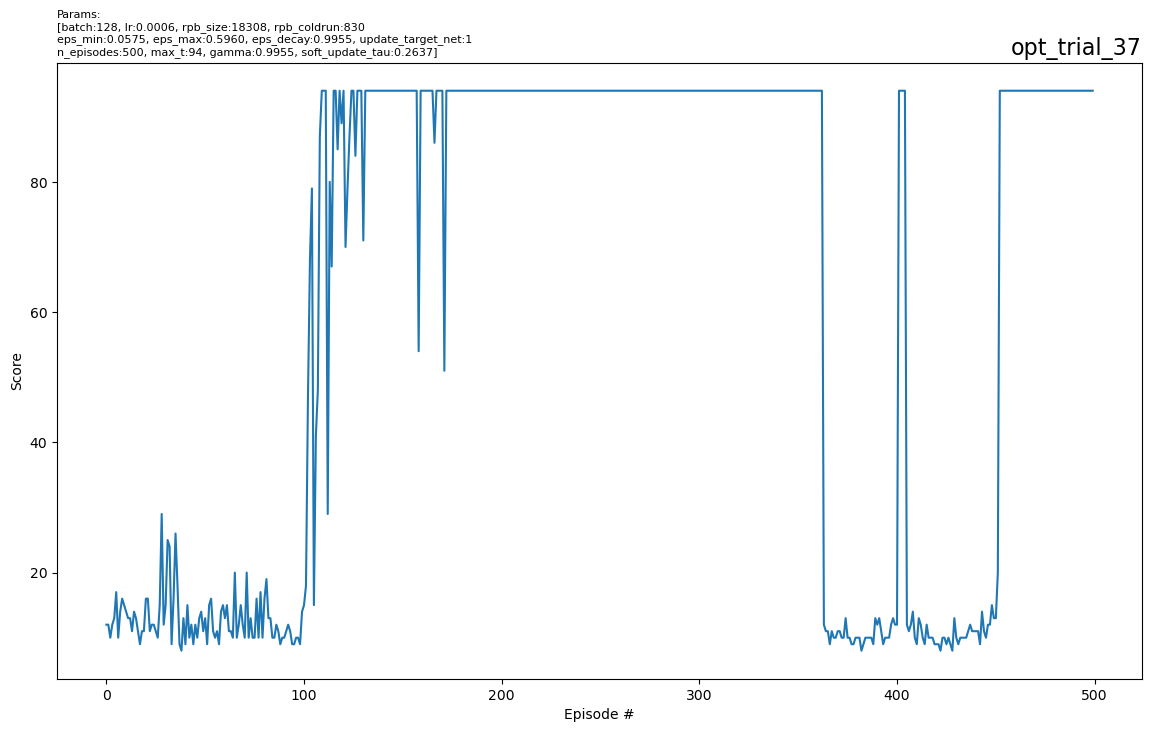 Params:
[batch:128, lr:0.0006, rpb_size:18308, rpb_coldrun:830
eps_min:0.0575, eps_max:0.5960, eps_decay:0.9955, update_target_net:1
n_episodes:500, max_t:94, gamma:0.9955, soft_update_tau:0.2637]
opt_trial_37
80
60
40
20
Score
0 100 200 300 400 500
Episode #